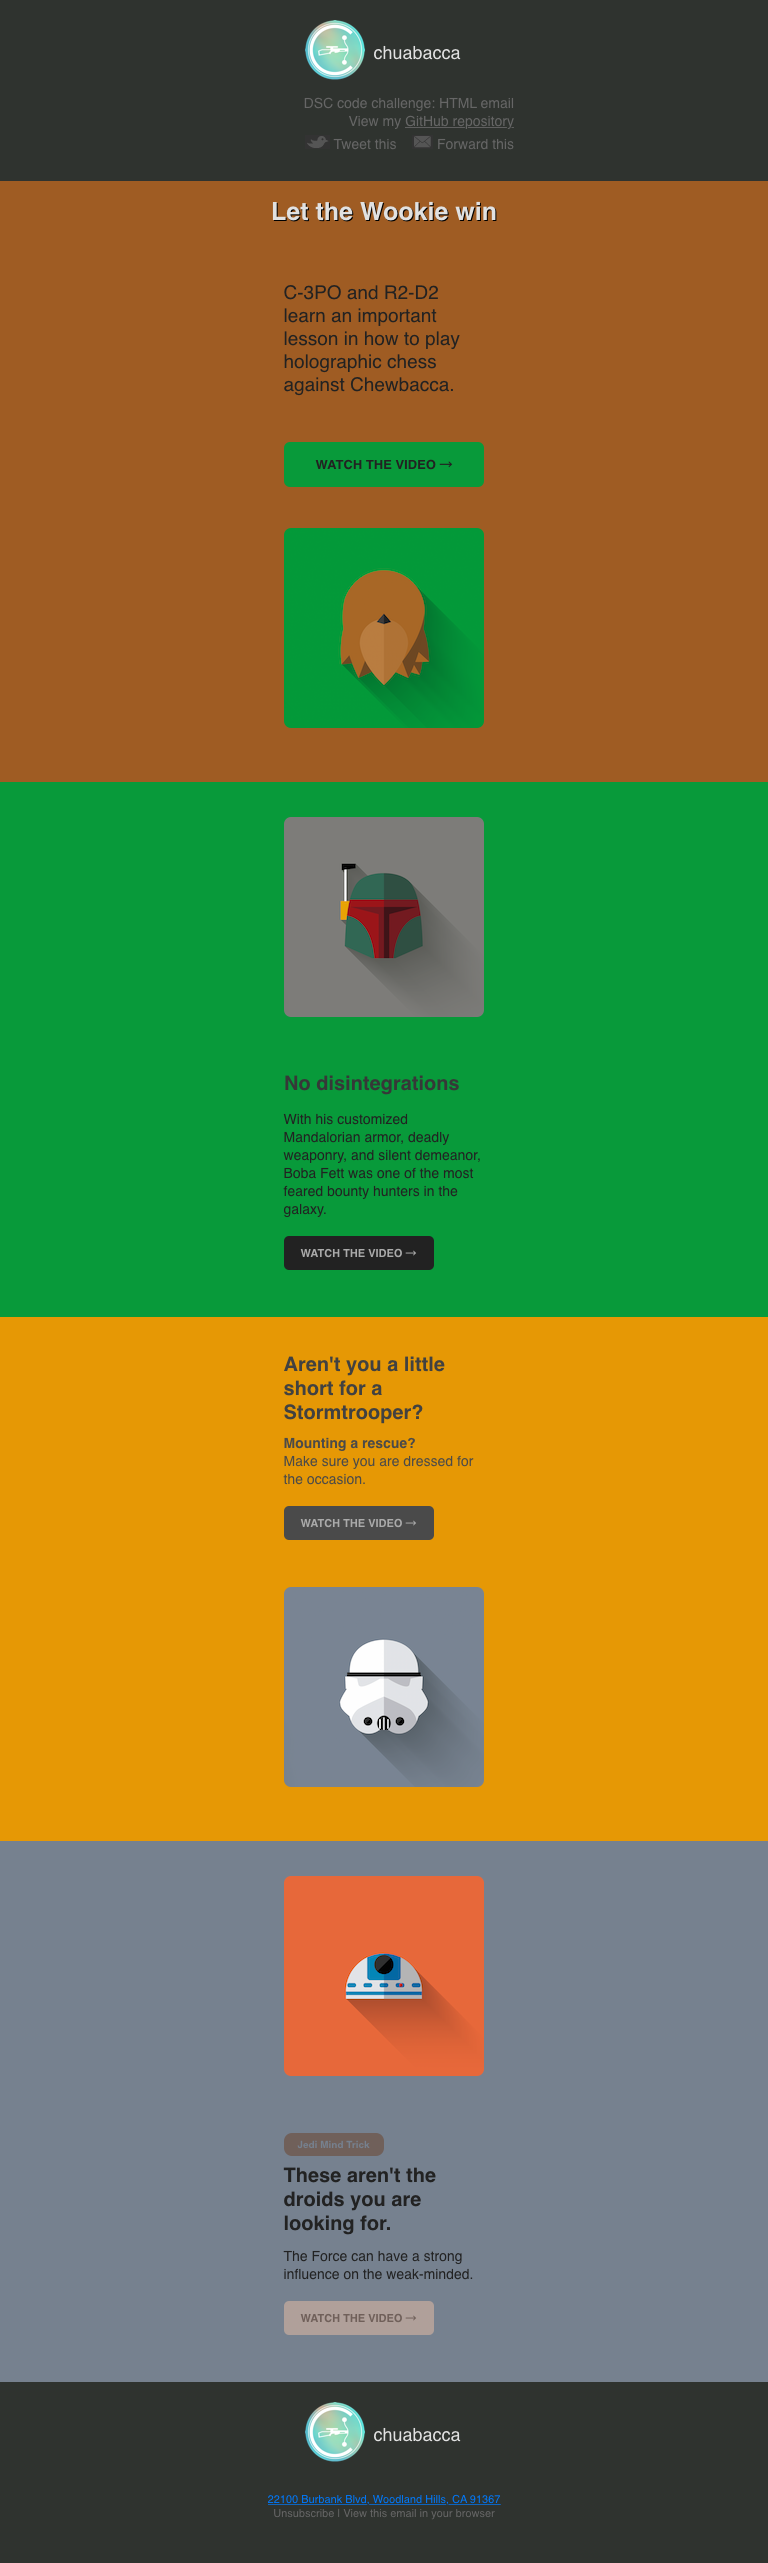 chuabacca
DSC code challenge: HTML email
View my GitHub repository
Tweet this Forward this
Let the Wookie win
C-3PO and R2-D2
learn an important
lesson in how to play
holographic chess
against Chewbacca.
WATCH THE VIDEO →
No disintegrations
With his customized
Mandalorian armor, deadly
weaponry, and silent demeanor,
Boba Fett was one of the most
feared bounty hunters in the
galaxy.
WATCH THE VIDEO →
Aren't you a little
short for a
Stormtrooper?
Mounting a rescue?
Make sure you are dressed for
the occasion.
WATCH THE VIDEO →
Jedi Mind Trick
These aren't the
droids you are
looking for.
The Force can have a strong
influence on the weak-minded.
WATCH THE VIDEO →
chuabacca
22100 Burbank Blvd, Woodland Hills, CA 91367
Unsubscribe | View this email in your browser